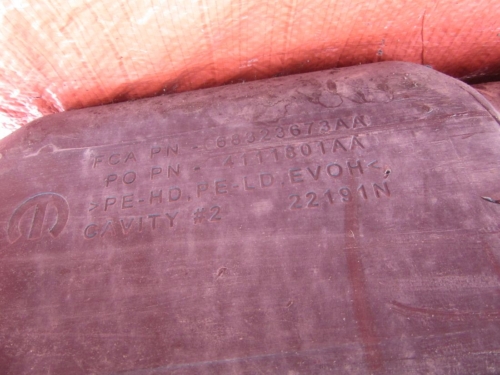 FCA PN - 68323673AA
PO PN - 4111801AA
>PE-HD,PE-LD,EVOH<
CAVITY #2 22191N